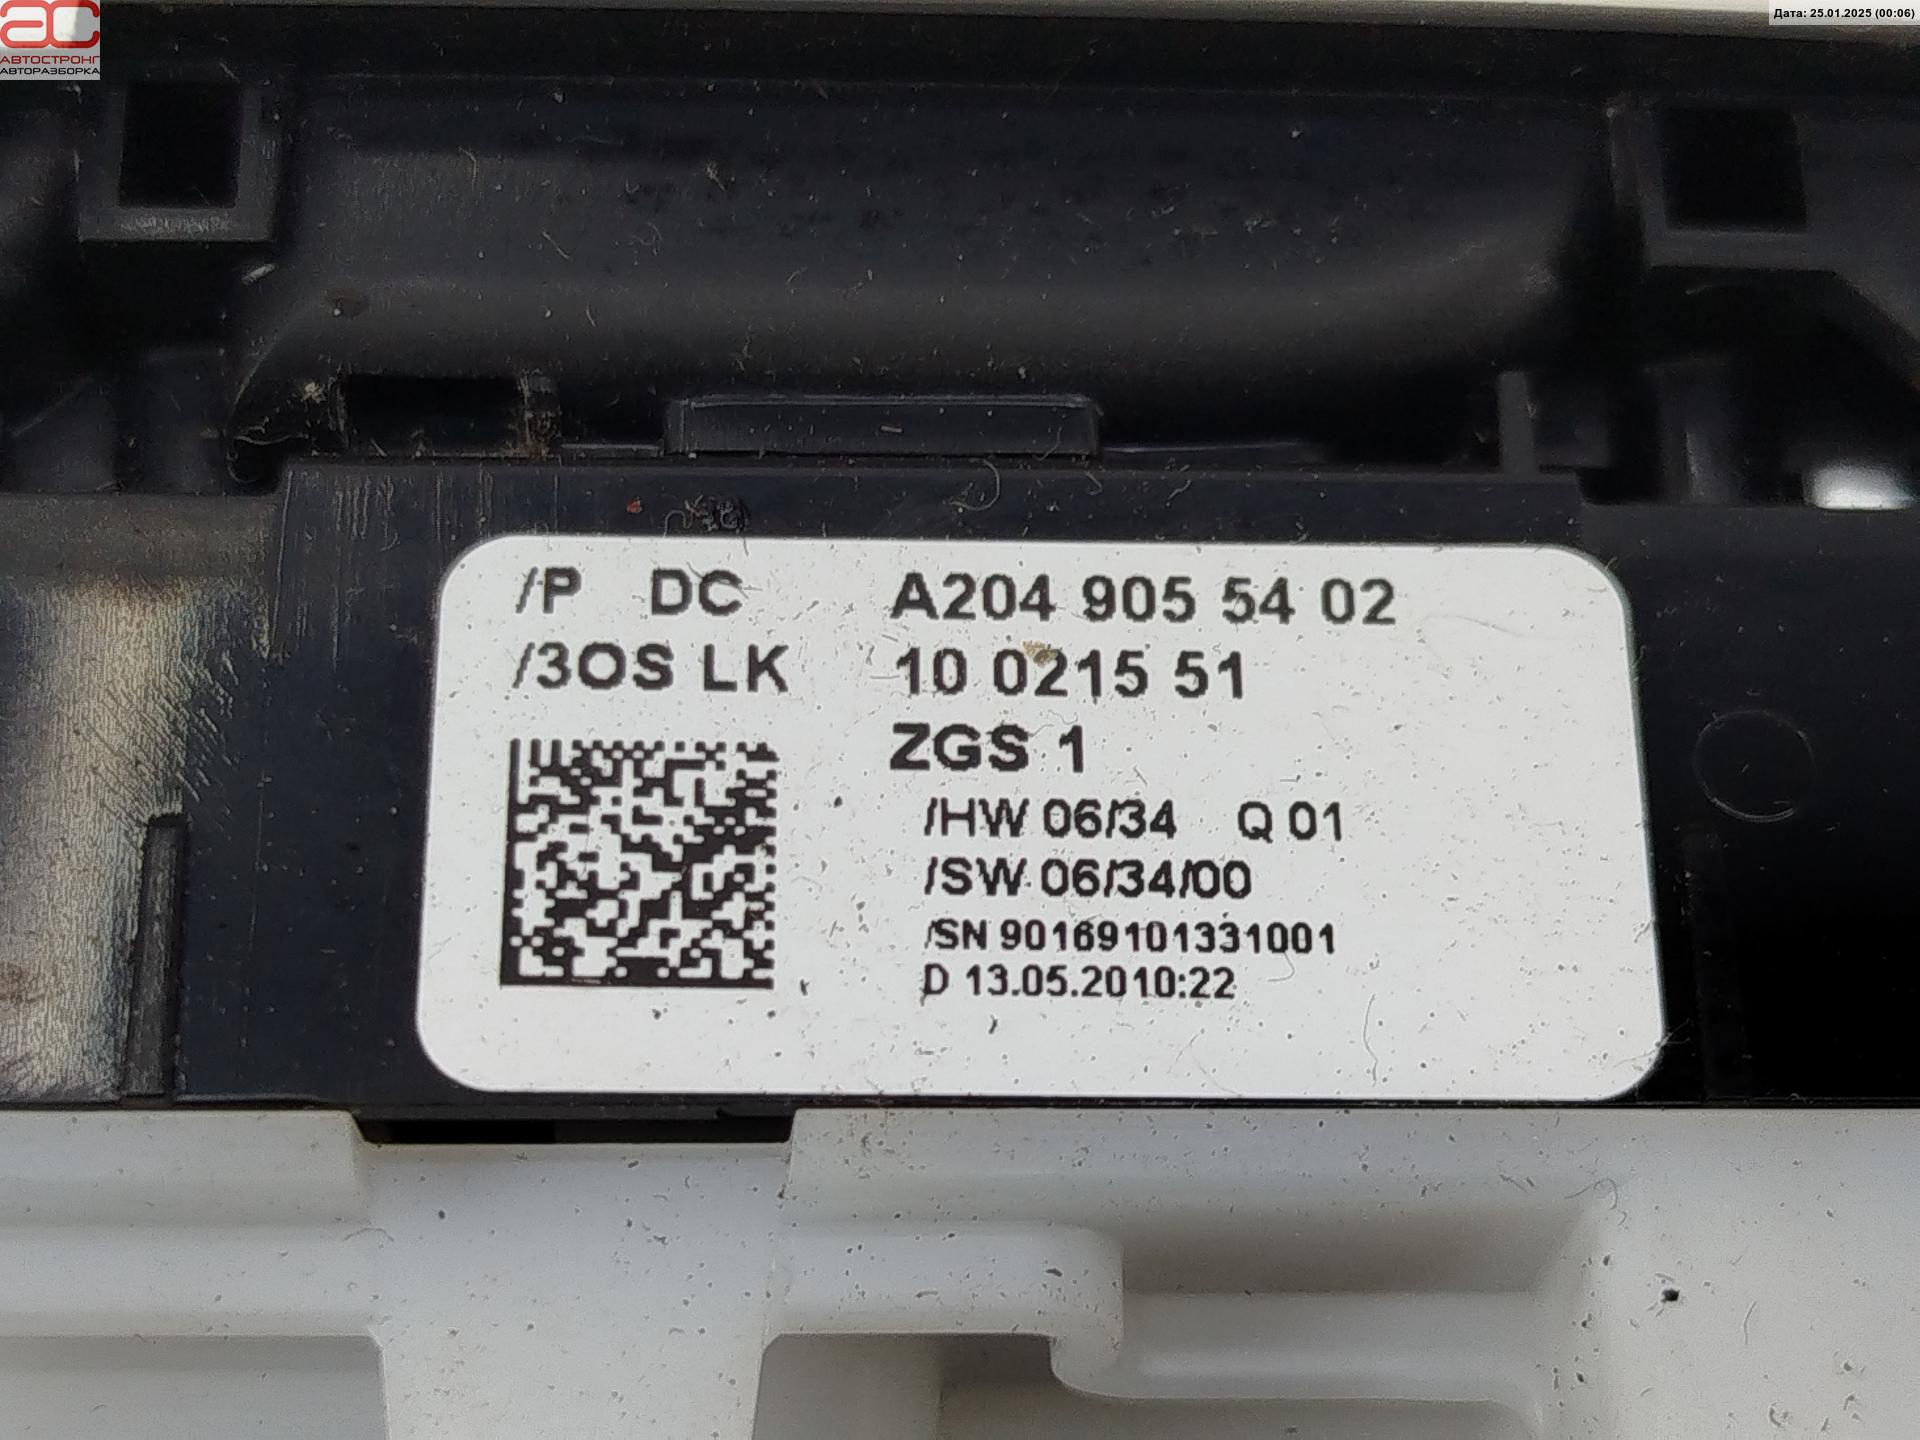 АС
АВТОСТРОНГ
АВТОРАЗБОРКА
Дата: 25.01.2025 (00:06)
/P DC A204 905 54 02
/3OS LK 10 0215 51
ZGS 1
/HW 06/34 Q 01
/SW 06/34/00
/SN 90169101331001
D 13.05.2010:22